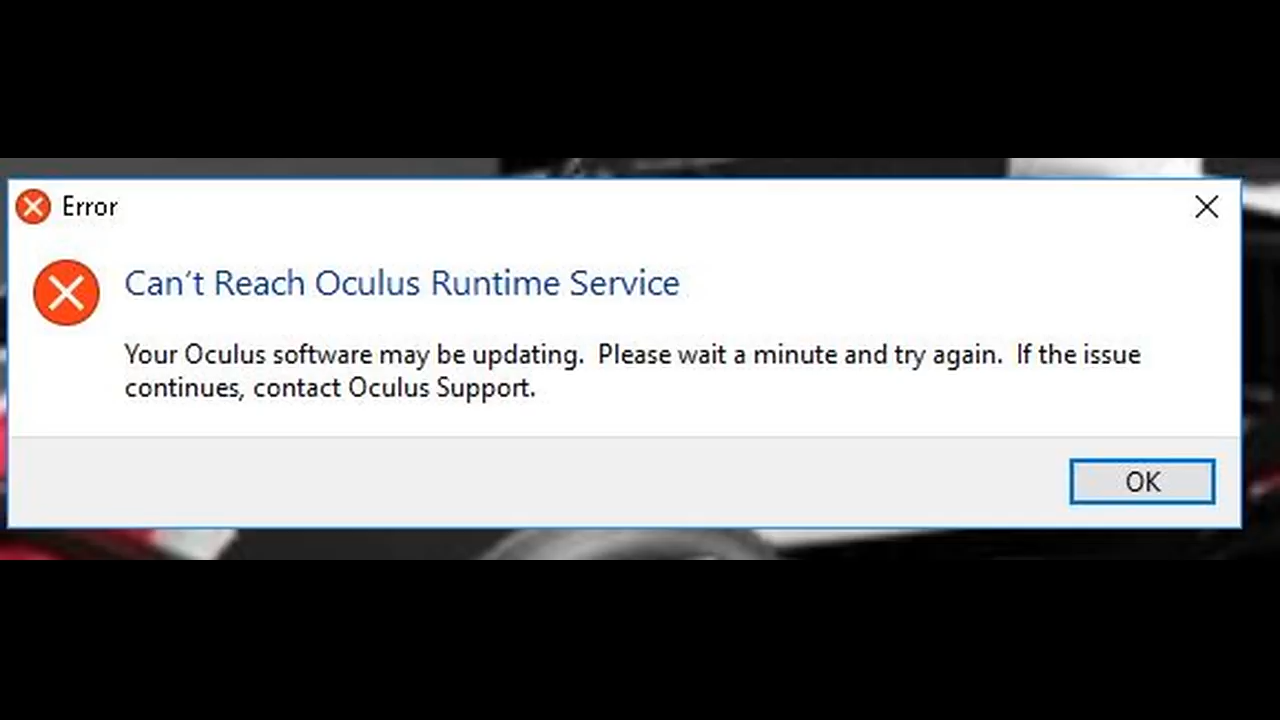 Error
Can't Reach Oculus Runtime Service
Your Oculus software may be updating.  Please wait a minute and try again.  If the issue
continues, contact Oculus Support.
OK